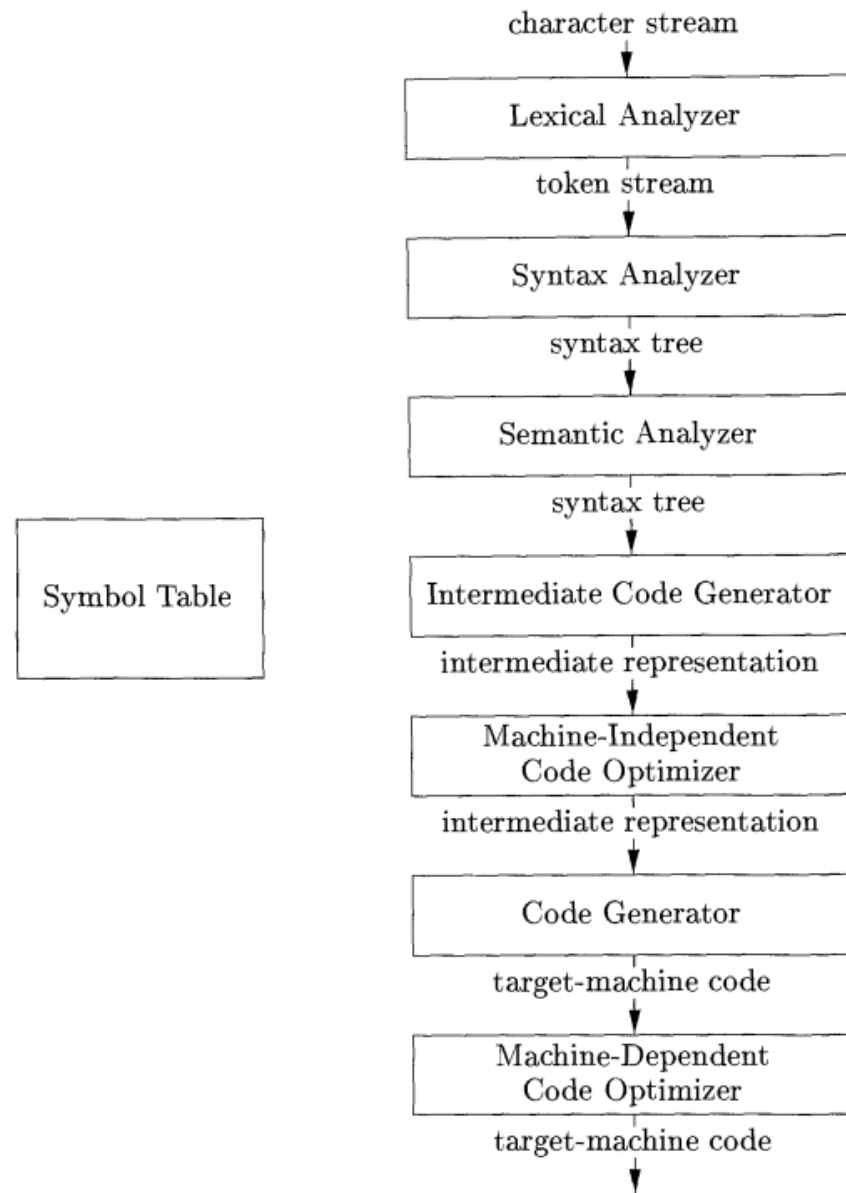 character stream
Lexical Analyzer
token stream
Syntax Analyzer
syntax tree
Semantic Analyzer
syntax tree
Symbol Table
Intermediate Code Generator
intermediate representation
Machine-Independent
Code Optimizer
intermediate representation
Code Generator
target-machine code
Machine-Dependent
Code Optimizer
target-machine code